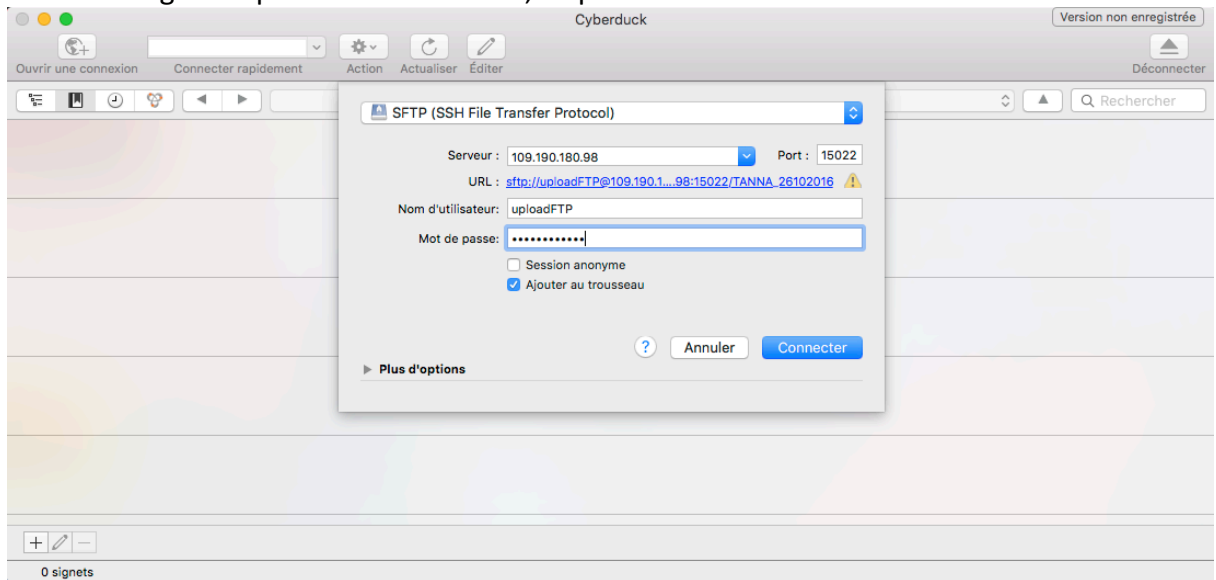 Cyberduck
Version non enregistrée
Ouvrir une connexion Connecter rapidement Action Actualiser Éditer Déconnecter
Rechercher
SFTP (SSH File Transfer Protocol)
Serveur : 109.190.180.98 Port : 15022
URL : sftp://uploadFTP@109.190.1....98:15022/TANNA_26102016
Nom d'utilisateur: uploadFTP
Mot de passe: ••••••••••••
Session anonyme
Ajouter au trousseau
? Annuler Connecter
Plus d'options
0 signets